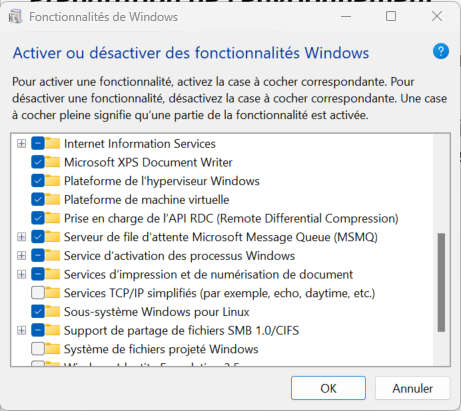 Fonctionnalités de Windows
Activer ou désactiver des fonctionnalités Windows
?
Pour activer une fonctionnalité, activez la case à cocher correspondante. Pour
désactiver une fonctionnalité, désactivez la case à cocher correspondante. Une case
à cocher pleine signifie qu'une partie de la fonctionnalité est activée.
Internet Information Services
Microsoft XPS Document Writer
Plateforme de l'hyperviseur Windows
Plateforme de machine virtuelle
Prise en charge de l'API RDC (Remote Differential Compression)
Serveur de file d'attente Microsoft Message Queue (MSMQ)
Service d'activation des processus Windows
Services d'impression et de numérisation de document
Services TCP/IP simplifiés (par exemple, echo, daytime, etc.)
Sous-système Windows pour Linux
Support de partage de fichiers SMB 1.0/CIFS
Système de fichiers projeté Windows
OK
Annuler